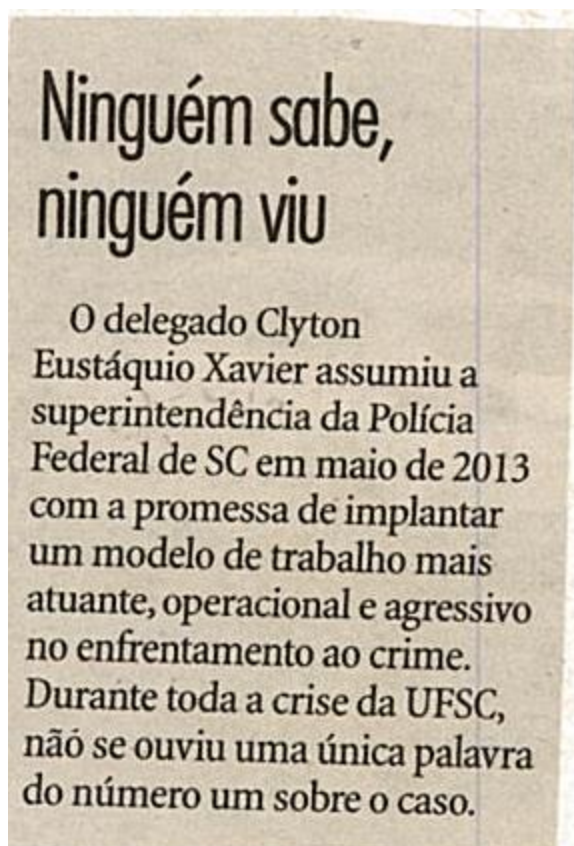 Ninguém sabe,
ninguém viu
O delegado Clyton
Eustáquio Xavier assumiu a
superintendência da Polícia
Federal de SC em maio de 2013
com a promessa de implantar
um modelo de trabalho mais
atuante, operacional e agressivo
no enfrentamento ao crime.
Durante toda a crise da UFSC,
não se ouviu uma única palavra
do número um sobre o caso.